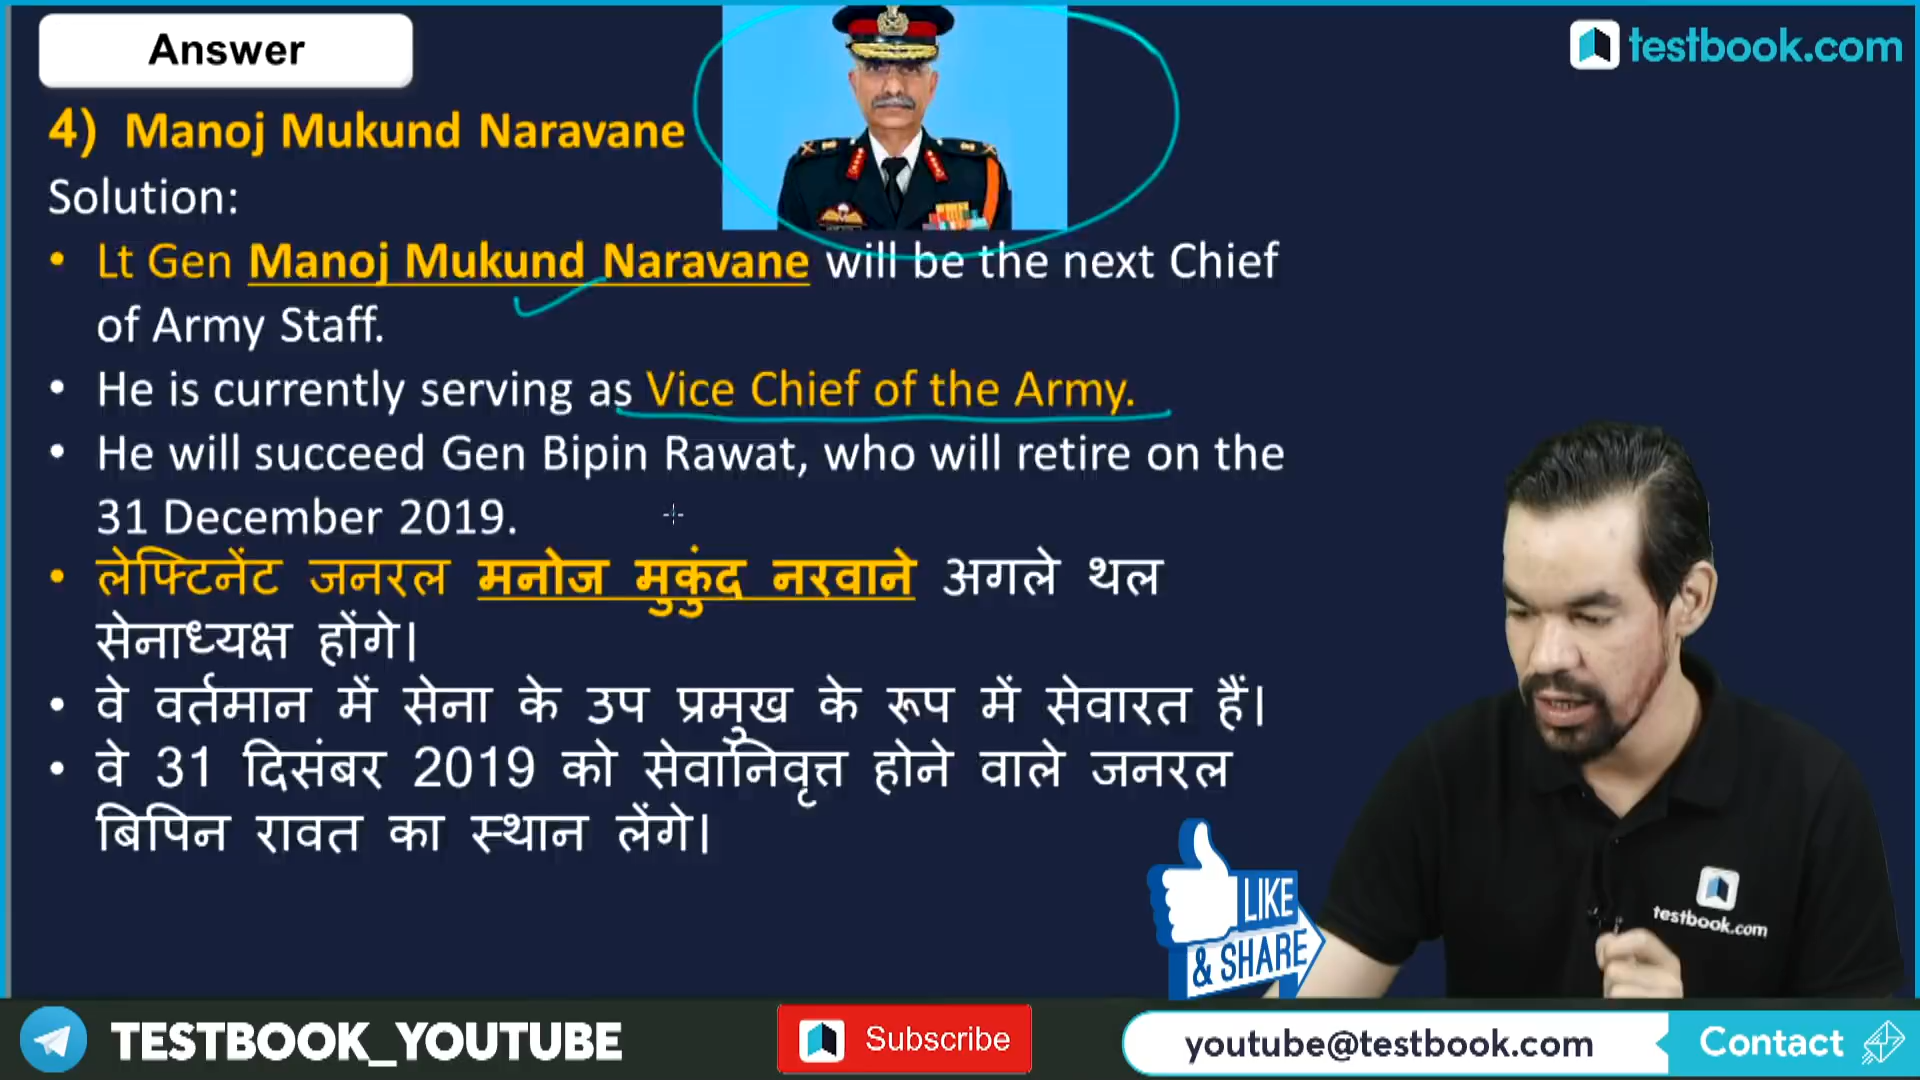 Answer
testbook.com
4) Manoj Mukund Naravane
Solution:
• Lt Gen Manoj Mukund Naravane will be the next Chief
of Army Staff.
• He is currently serving as Vice Chief of the Army.
• He will succeed Gen Bipin Rawat, who will retire on the
31 December 2019.
• लेफ्टिनेंट जनरल मनोज मुकुंद नरवाने अगले थल
सेनाध्यक्ष होंगे।
• वे वर्तमान में सेना के उप प्रमुख के रूप में सेवारत हैं।
• वे 31 दिसंबर 2019 को सेवानिवृत्त होने वाले जनरल
बिपिन रावत का स्थान लेंगे।
LIKE
& SHARE
testbook.com
TESTBOOK_YOUTUBE
Subscribe
youtube@testbook.com
Contact